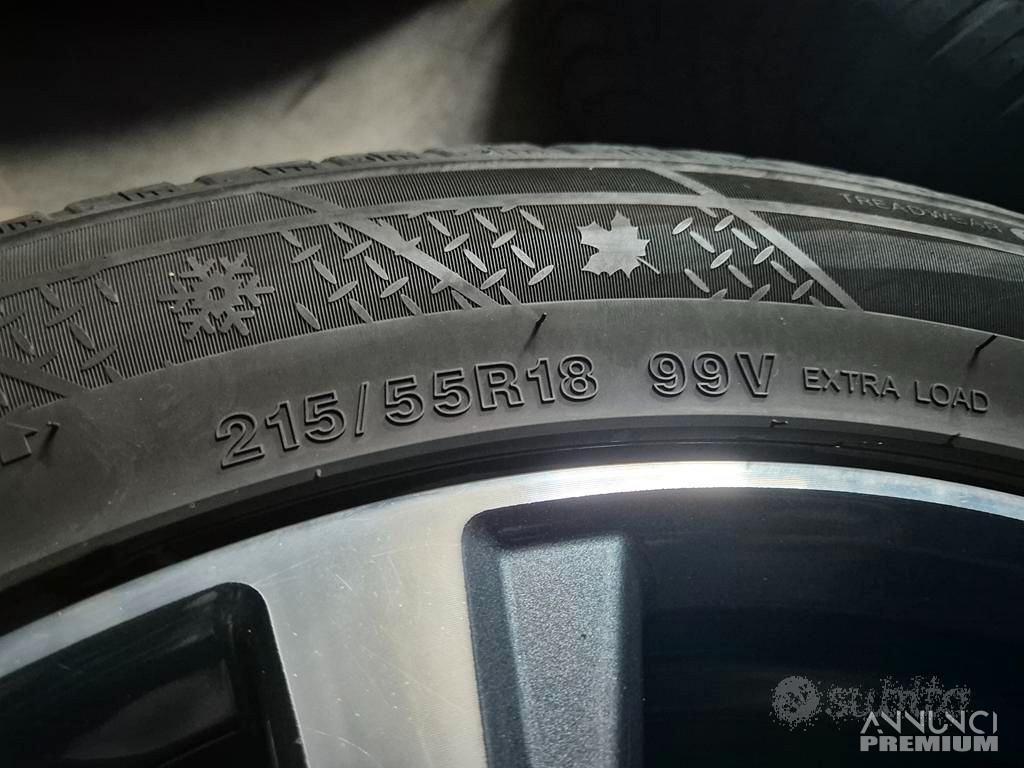 TREADWEAR
215/55R18 99V EXTRA LOAD
subito
ANNUNCI
PREMIUM